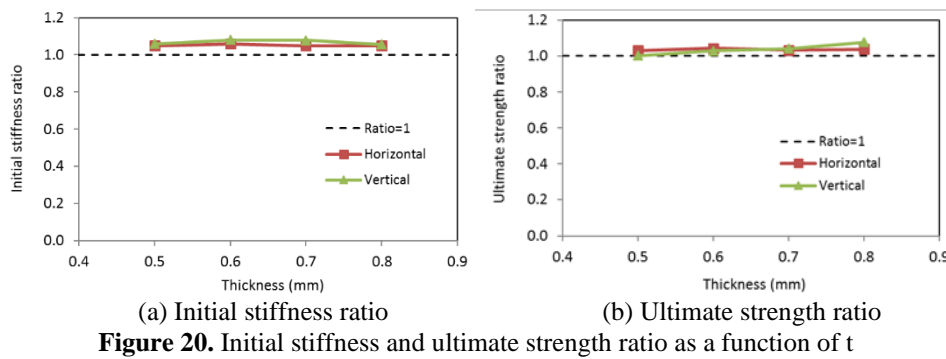 1.2
1.0
0.8
0.6
0.4
0.2
0.0
Initial stiffness ratio
Ratio=1
Horizontal
Vertical
0.4 0.5 0.6 0.7 0.8 0.9
Thickness (mm)
(a) Initial stiffness ratio
1.2
1.0
0.8
0.6
0.4
0.2
0.0
Ultimate strength ratio
Ratio=1
Horizontal
Vertical
0.4 0.5 0.6 0.7 0.8 0.9
Thickness (mm)
(b) Ultimate strength ratio
Figure 20. Initial stiffness and ultimate strength ratio as a function of t